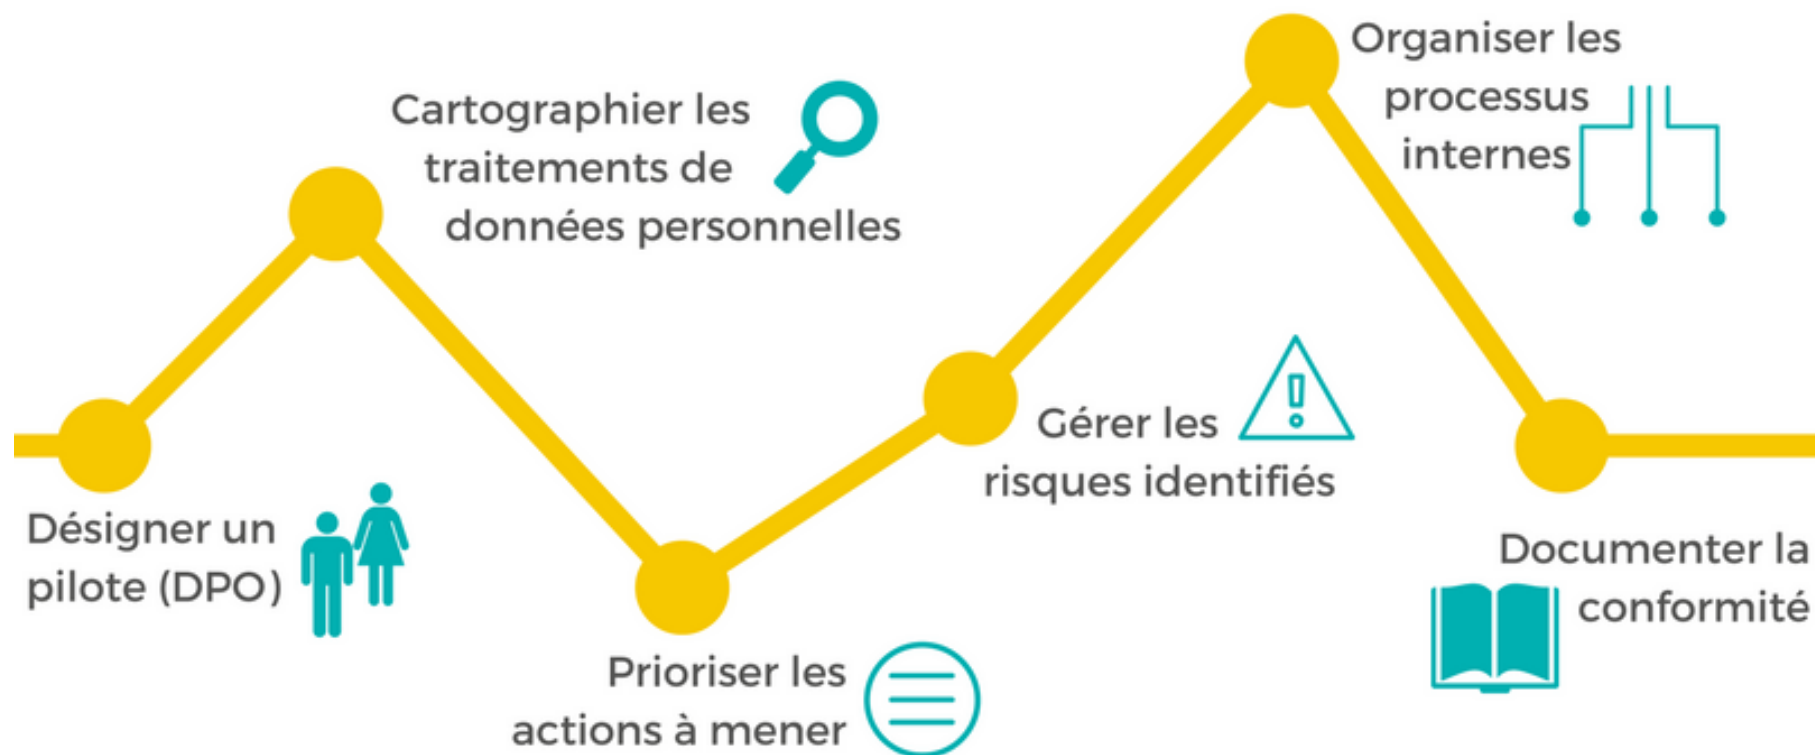 Désigner un
pilote (DPO)
Cartographier les
traitements de
données personnelles
Prioriser les
actions à mener
Gérer les
risques identifiés
Organiser les
processus
internes
Documenter la
conformité